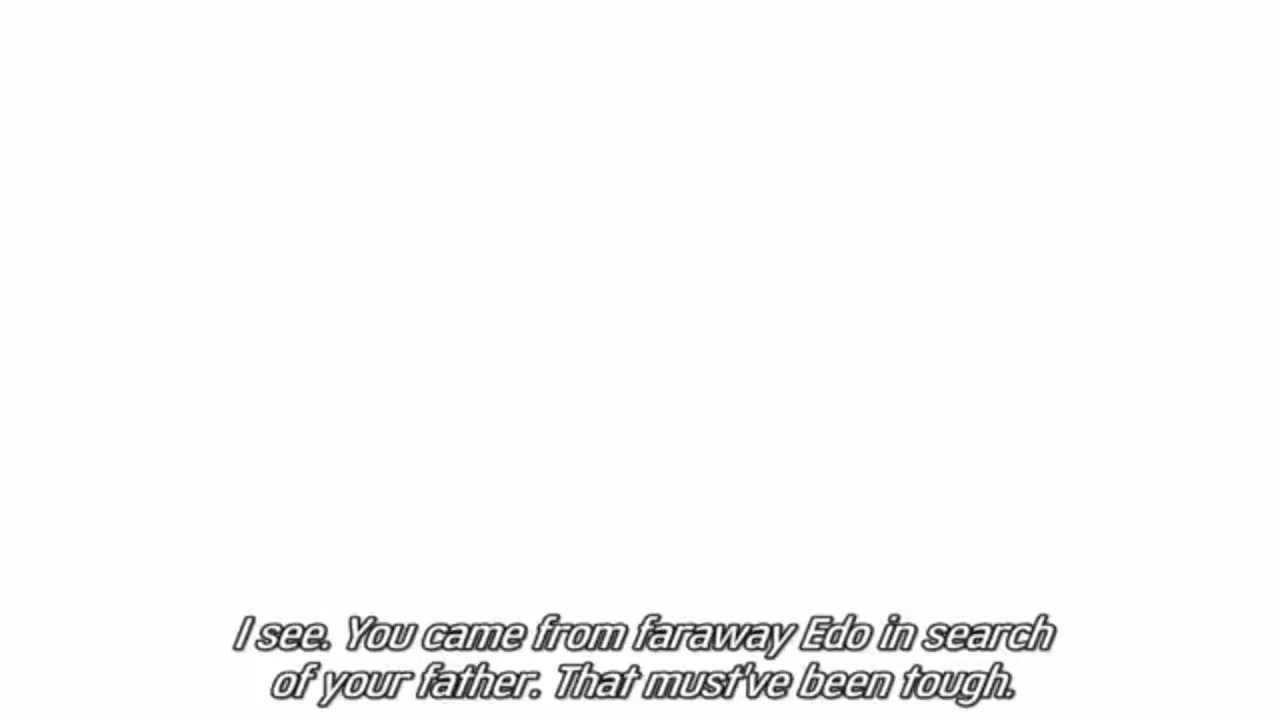 I see. You came from faraway Edo in search
of your father. That must've been tough.